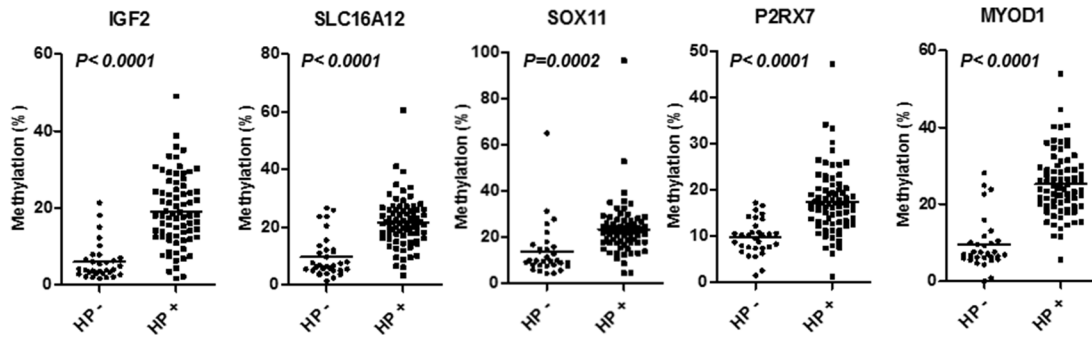 IGF2
P< 0.0001
Methylation (%)
60
40
20
0
HP -
HP +
SLC16A12
P< 0.0001
Methylation (%)
80
60
40
20
0
HP -
HP +
SOX11
P=0.0002
Methylation (%)
100
80
60
40
20
0
HP -
HP +
P2RX7
P< 0.0001
Methylation (%)
50
40
30
20
10
0
HP -
HP +
MYOD1
P< 0.0001
Methylation (%)
60
40
20
0
HP -
HP +